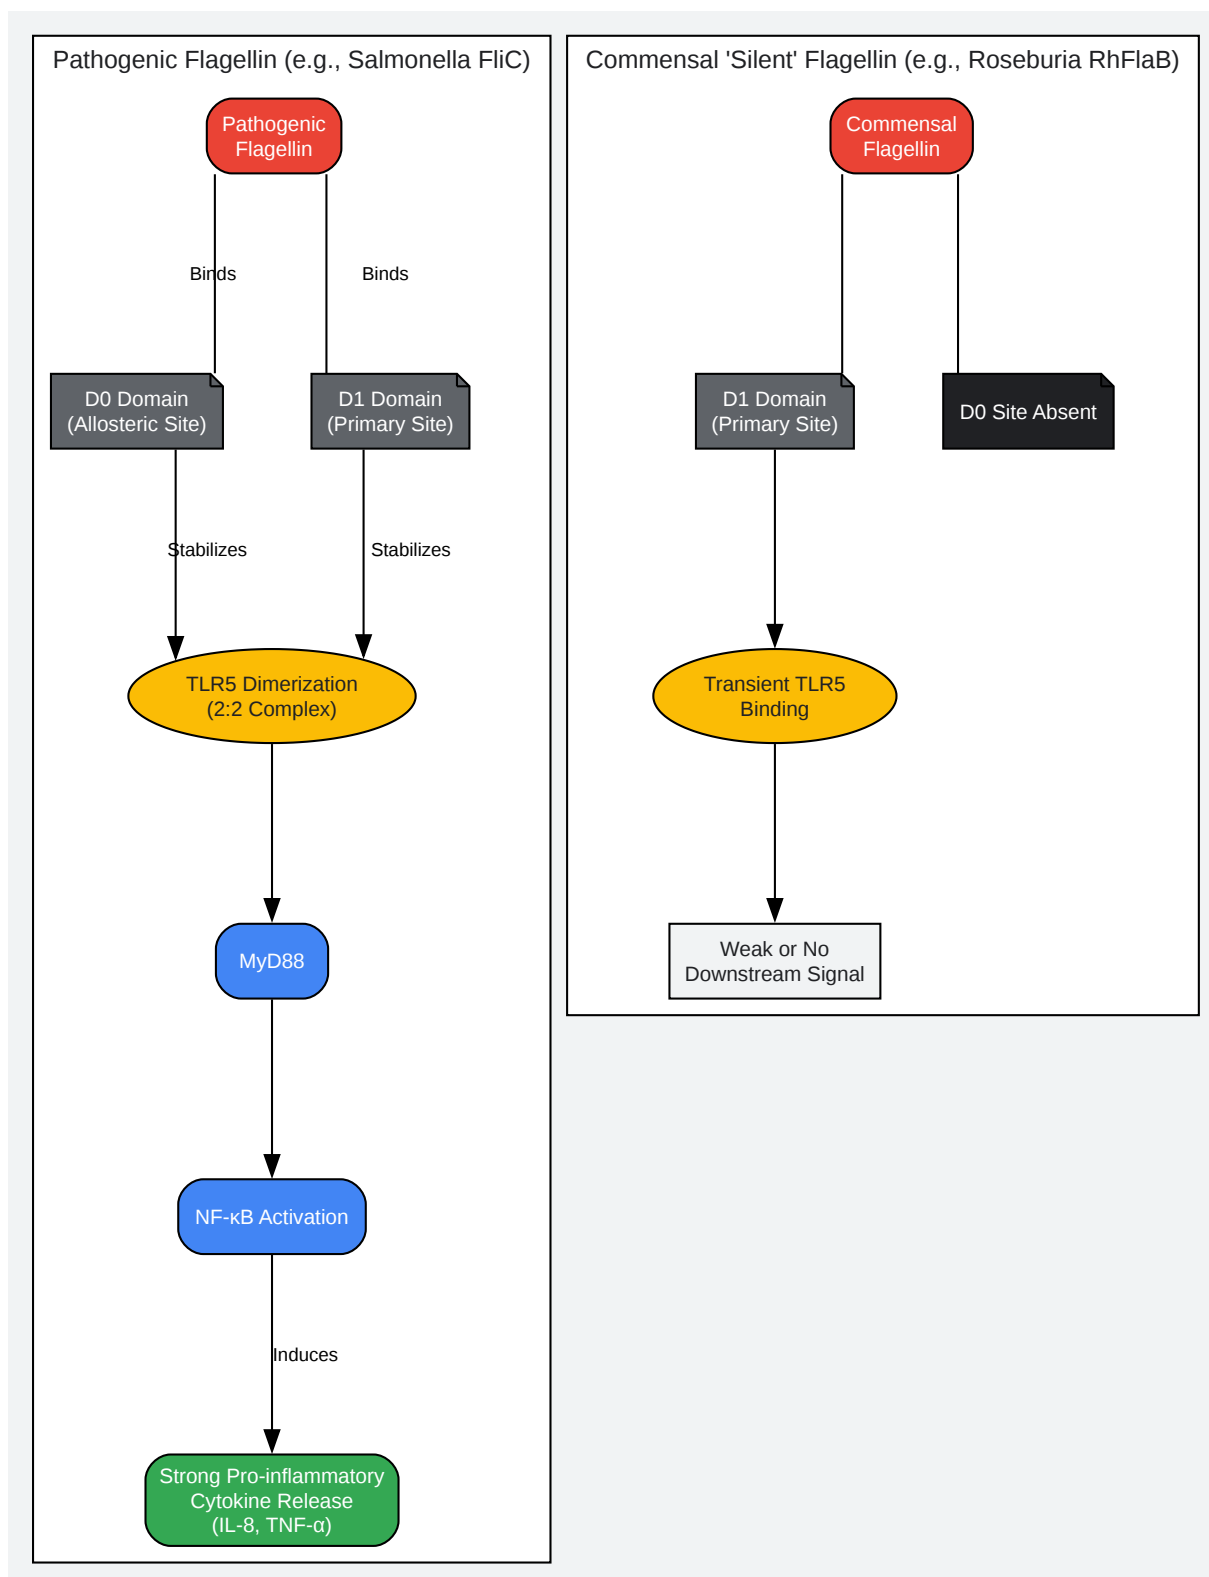 Pathogenic Flagellin (e.g., Salmonella FliC)
Pathogenic
Flagellin
Binds
Binds
D0 Domain
(Allosteric Site)
D1 Domain
(Primary Site)
Stabilizes
Stabilizes
TLR5 Dimerization
(2:2 Complex)
MyD88
NF-κB Activation
Induces
Strong Pro-inflammatory
Cytokine Release
(IL-8, TNF-α)
Commensal 'Silent' Flagellin (e.g., Roseburia RhFlaB)
Commensal
Flagellin
D1 Domain
(Primary Site)
D0 Site Absent
Transient TLR5
Binding
Weak or No
Downstream Signal